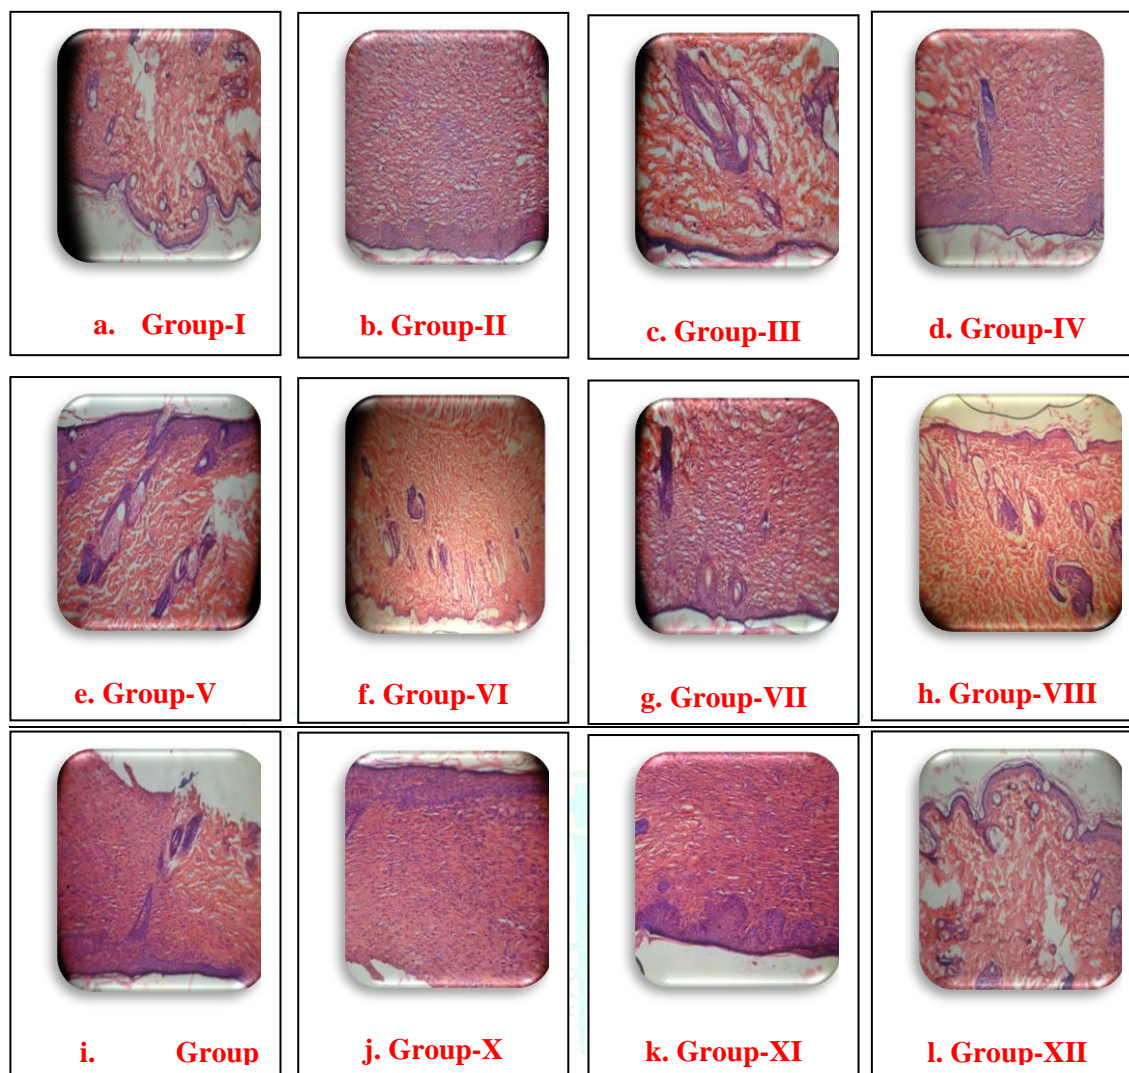 a. Group-I
b. Group-II
c. Group-III
d. Group-IV
e. Group-V
f. Group-VI
g. Group-VII
h. Group-VIII
i. Group
j. Group-X
k. Group-XI
l. Group-XII